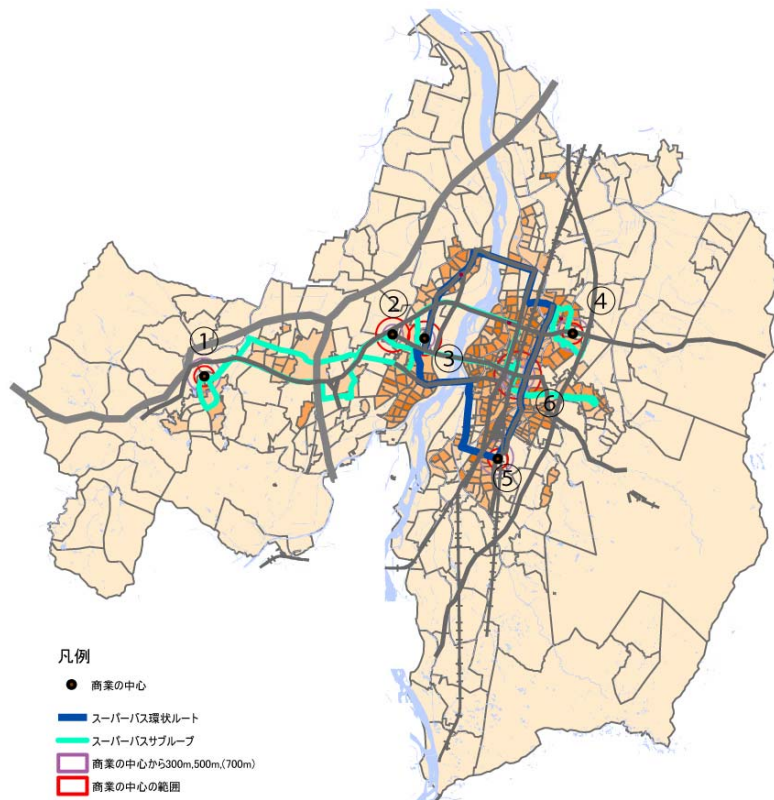 ①
②
③
④
⑤
⑥
凡例
商業の中心
スーパーバス環状ルート
スーパーバスサブループ
商業の中心から300m,500m,(700m)
商業の中心の範囲